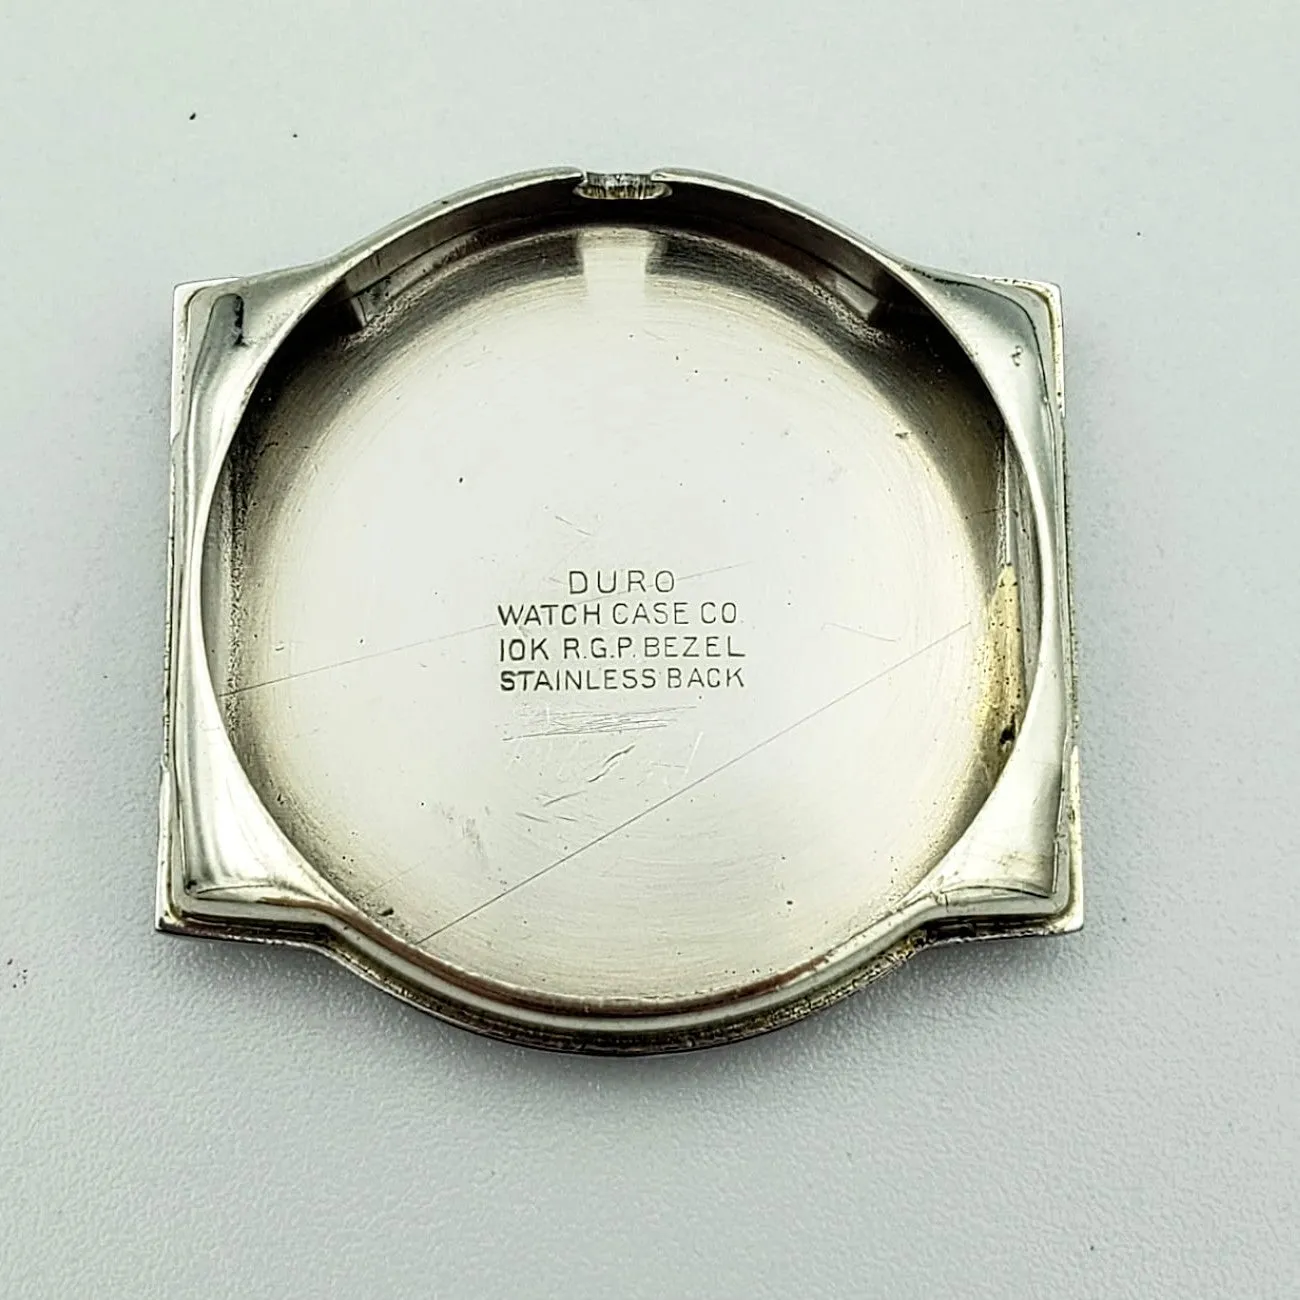 DURO
WATCH CASE CO.
10K R.G.P. BEZEL
STAINLESS BACK